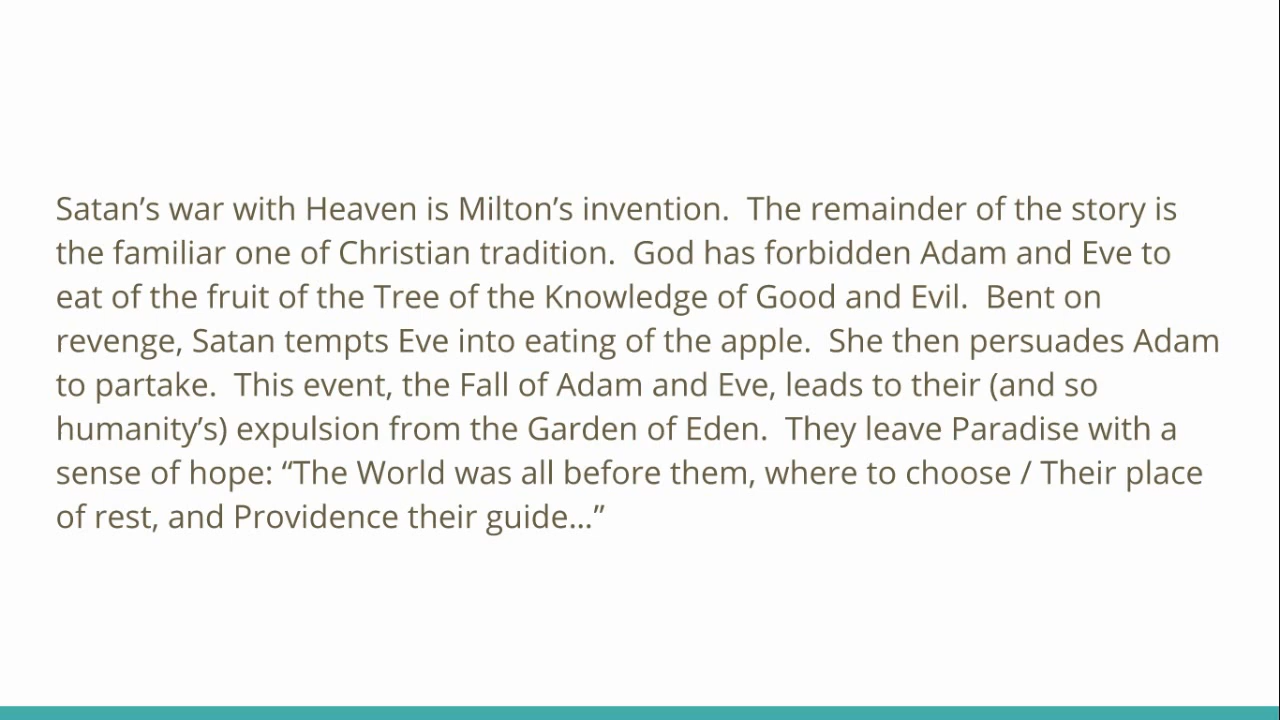 Satan’s war with Heaven is Milton’s invention.  The remainder of the story is
the familiar one of Christian tradition.  God has forbidden Adam and Eve to
eat of the fruit of the Tree of the Knowledge of Good and Evil.  Bent on
revenge, Satan tempts Eve into eating of the apple.  She then persuades Adam
to partake.  This event, the Fall of Adam and Eve, leads to their (and so
humanity’s) expulsion from the Garden of Eden.  They leave Paradise with a
sense of hope: “The World was all before them, where to choose / Their place
of rest, and Providence their guide...”